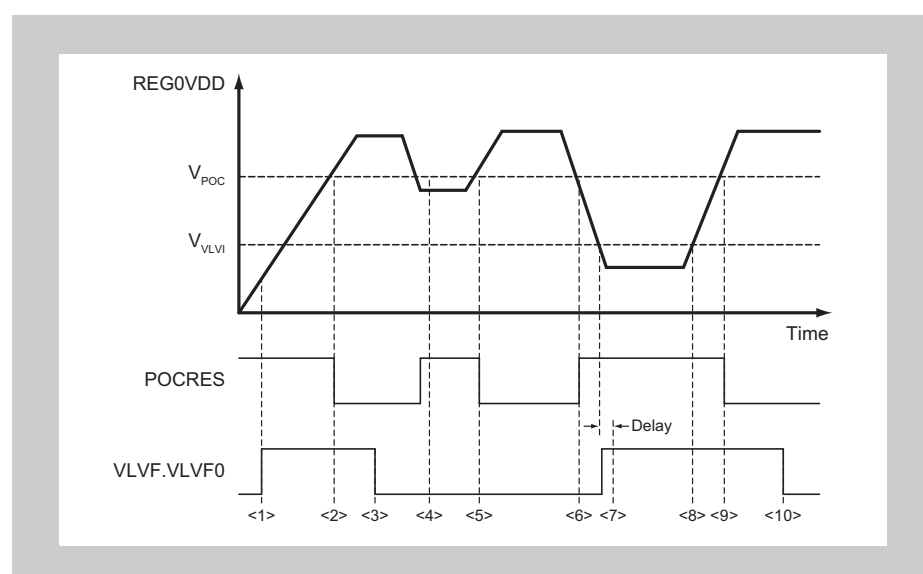 REG0VDD
VPOC
VVLVI
Time
POCRES
Delay
VLVF.VLVF0
<1> <2> <3> <4> <5> <6> <7> <8> <9> <10>